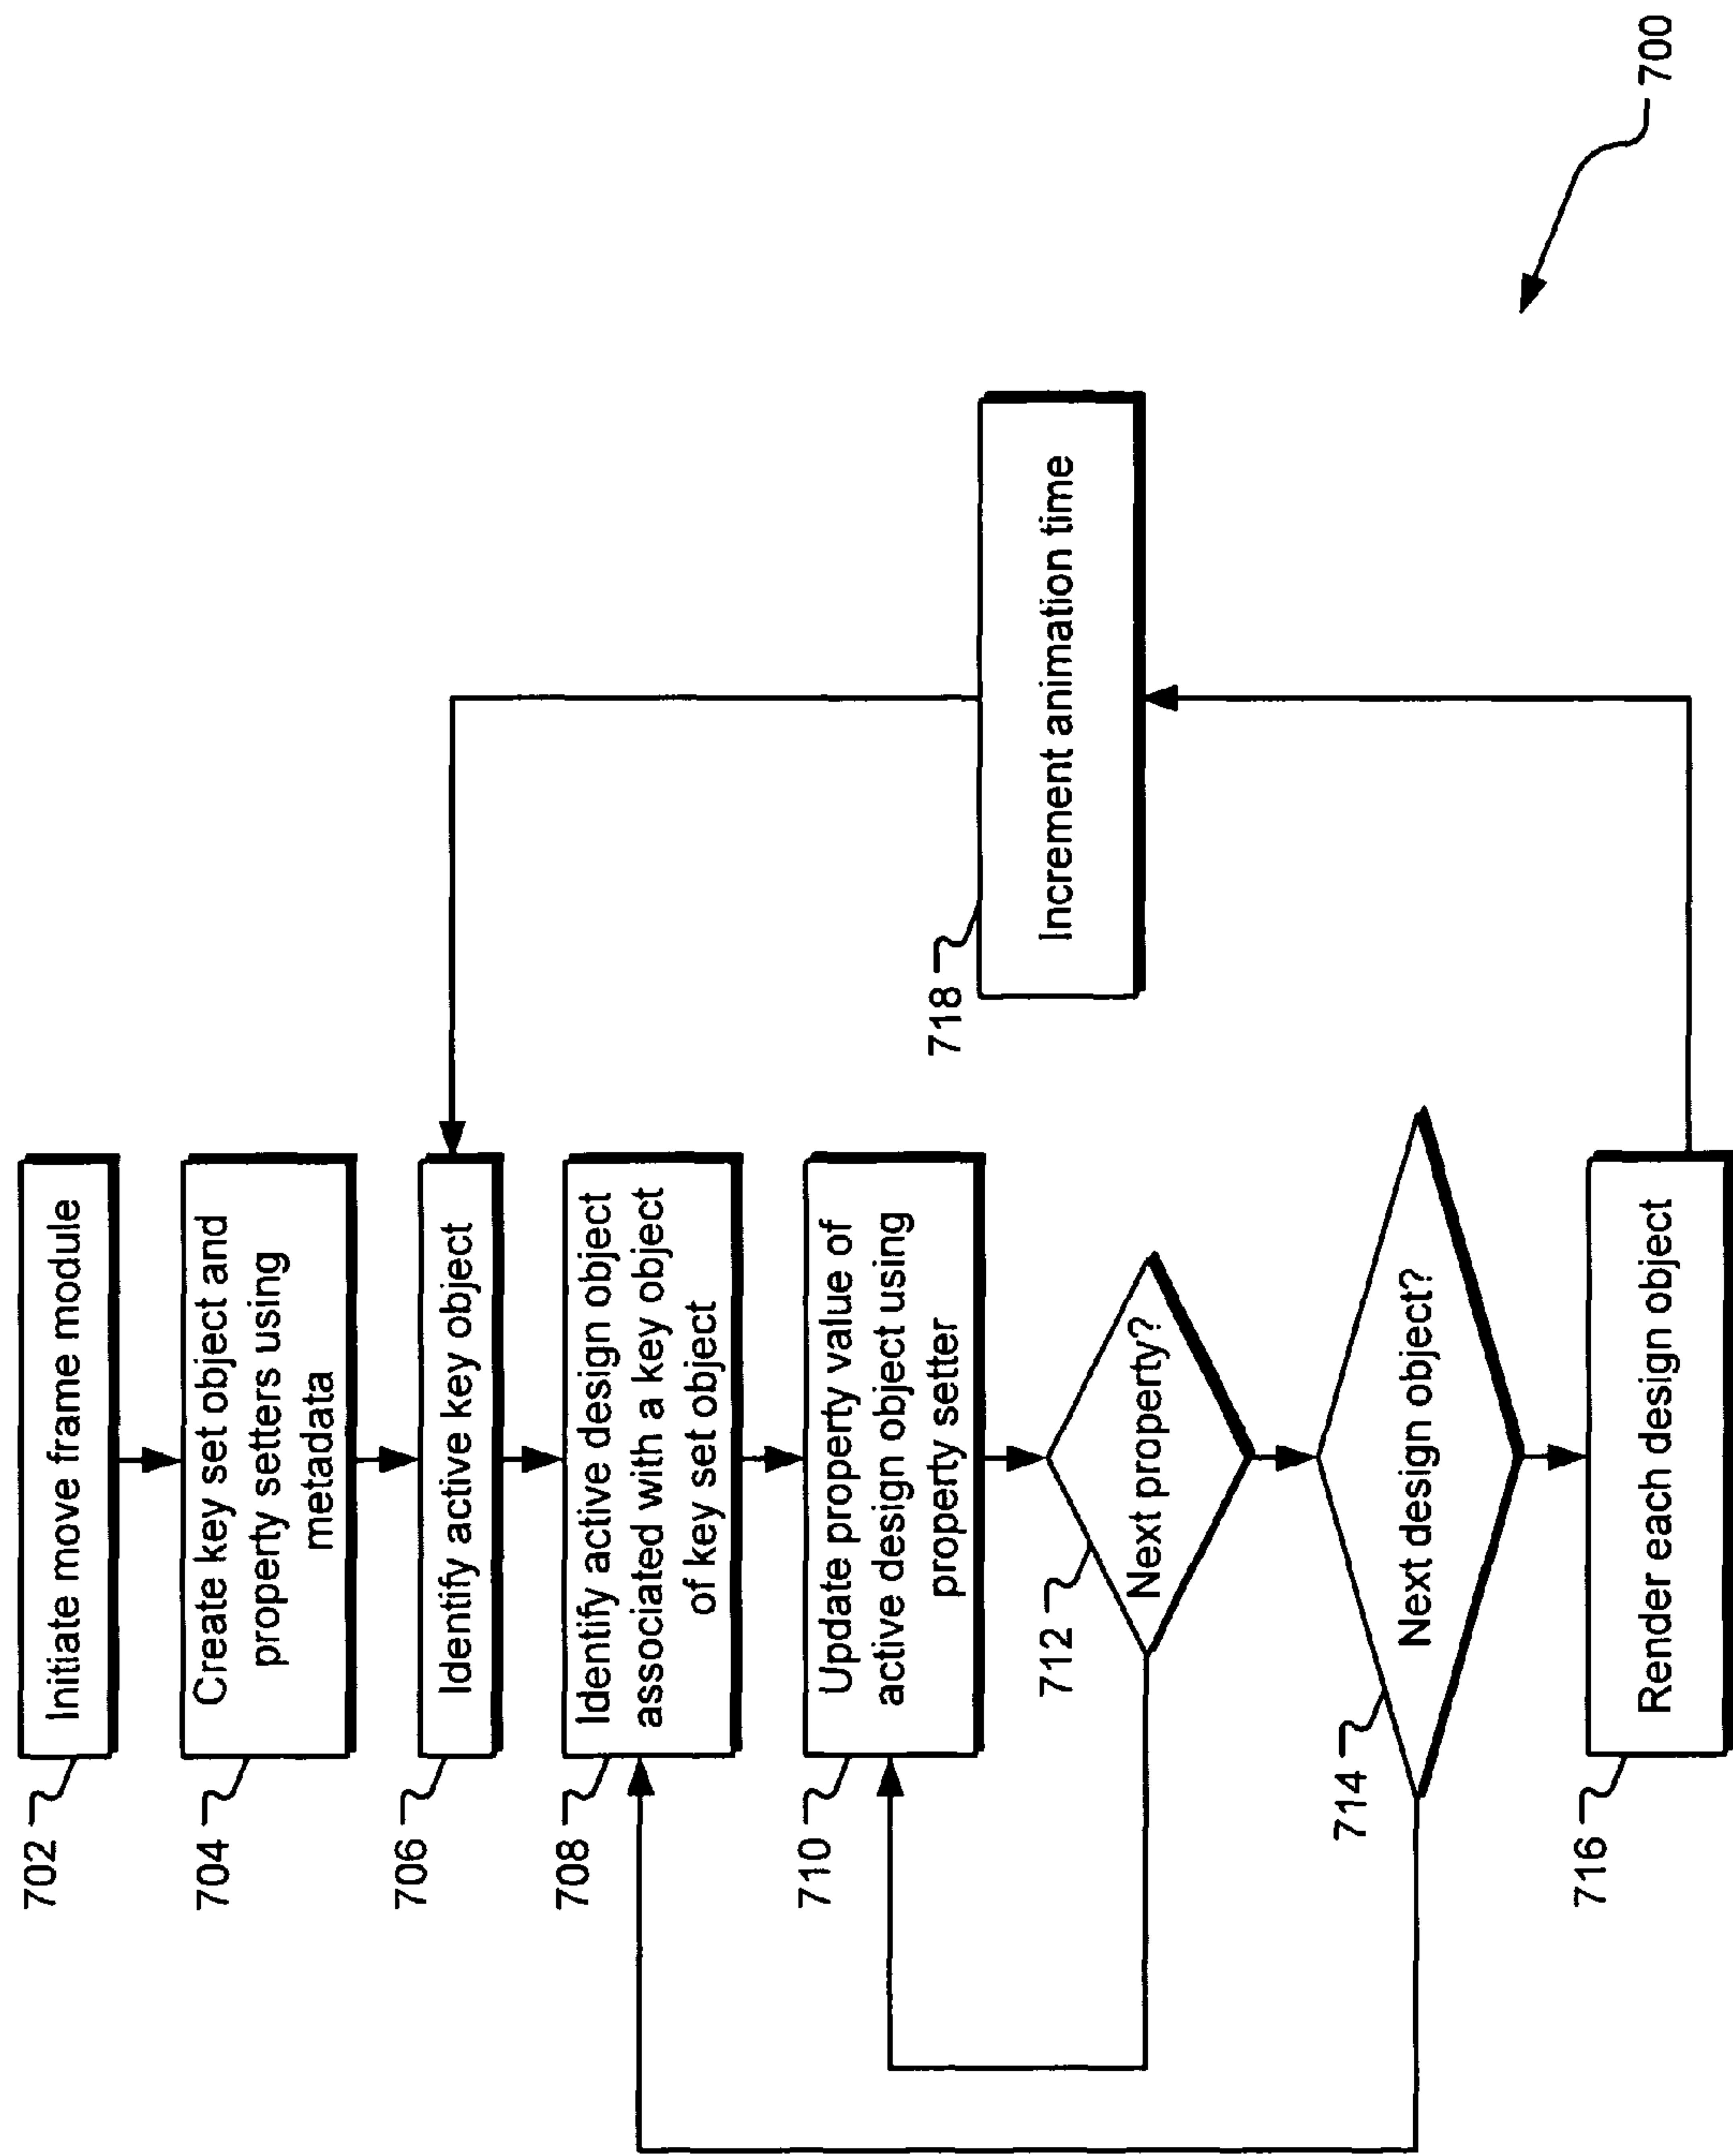 702
Initiate move frame module
704
Create key set object and
property setters using
metadata
706
Identify active key object
708
Identify active design object
associated with a key object
of key set object
710
Update property value of
active design object using
property setter
712
Next property?
714
Next design object?
716
Render each design object
718
Increment animation time
700